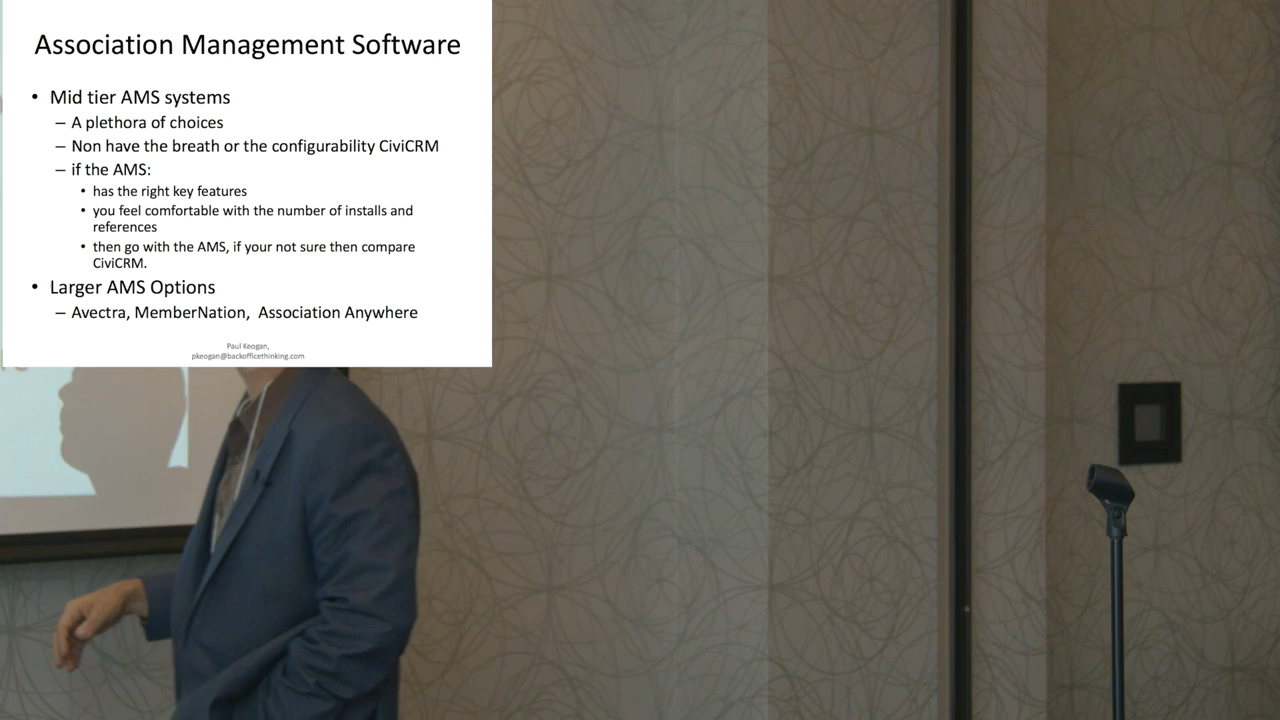 Association Management Software
• Mid tier AMS systems
– A plethora of choices
– Non have the breath or the configurability CiviCRM
– if the AMS:
• has the right key features
• you feel comfortable with the number of installs and
references
• then go with the AMS, if your not sure then compare
CiviCRM.
• Larger AMS Options
– Avectra, MemberNation,  Association Anywhere
Paul Keogan,
pkeogan@backofficethinking.com